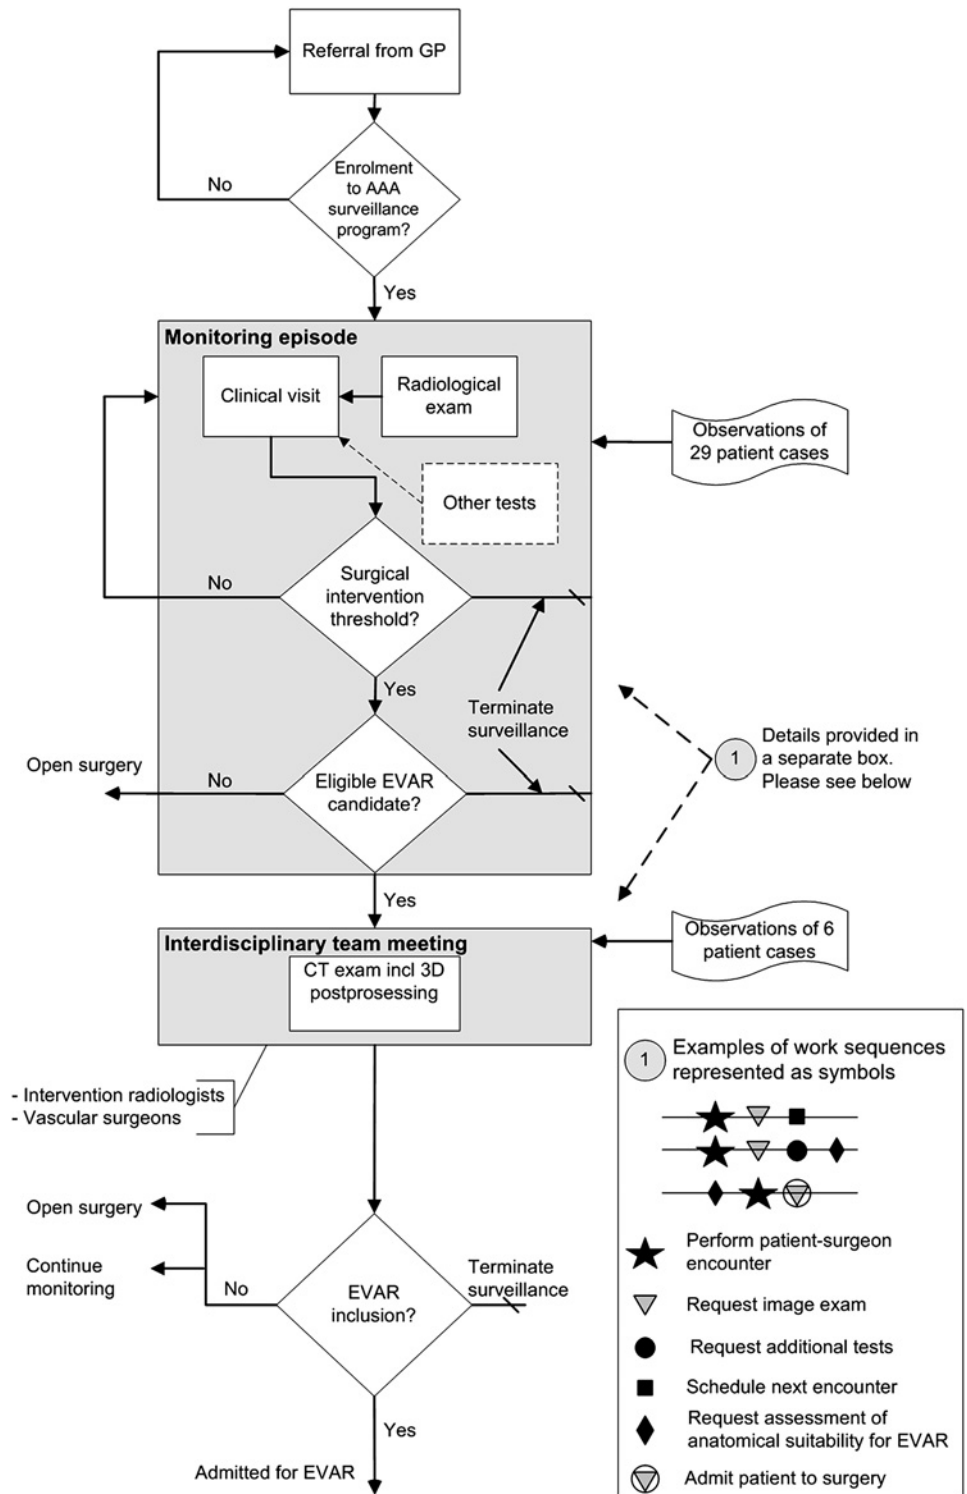 Referral from GP
Enrolment
to AAA
surveillance
program?
No
Yes
Monitoring episode
Clinical visit
Radiological
exam
Observations of
29 patient cases
Other tests
Surgical
intervention
threshold?
No
Yes
Terminate
surveillance
1
Details provided in
a separate box.
Please see below
Open surgery
No
Eligible EVAR
candidate?
Yes
Interdisciplinary team meeting
CT exam incl 3D
postprosessing
Observations of 6
patient cases
- Intervention radiologists
- Vascular surgeons
Open surgery
Continue
monitoring
No
EVAR
inclusion?
Terminate
surveillance
Yes
Admitted for EVAR
1
Examples of work sequences
represented as symbols
Perform patient-surgeon
encounter
Request image exam
Request additional tests
Schedule next encounter
Request assessment of
anatomical suitability for EVAR
Admit patient to surgery